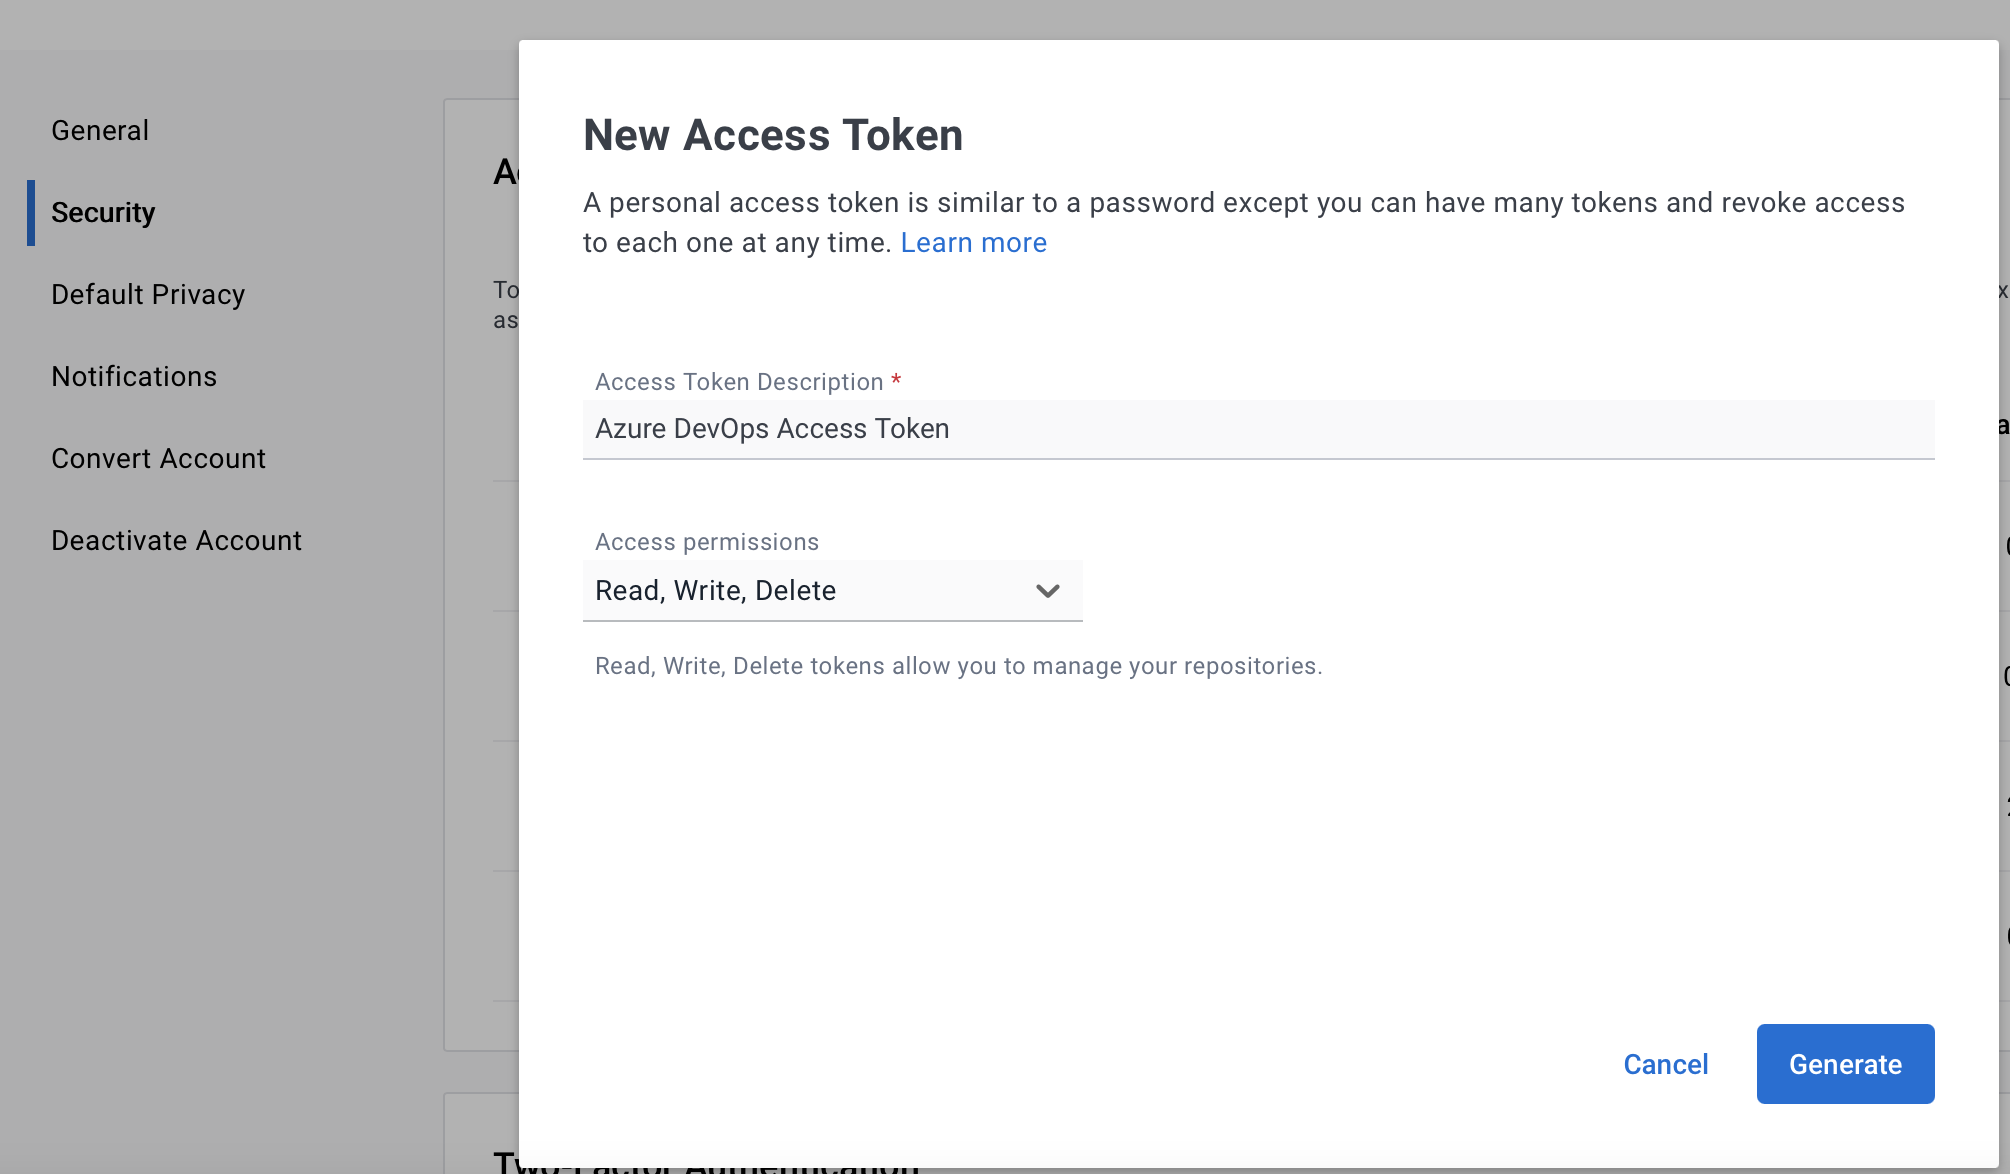 General
Security
Default Privacy
Notifications
Convert Account
Deactivate Account
New Access Token
A personal access token is similar to a password except you can have many tokens and revoke access
to each one at any time. Learn more
Access Token Description *
Azure DevOps Access Token
Access permissions
Read, Write, Delete
Read, Write, Delete tokens allow you to manage your repositories.
Cancel
Generate
Two-Factor Authentication